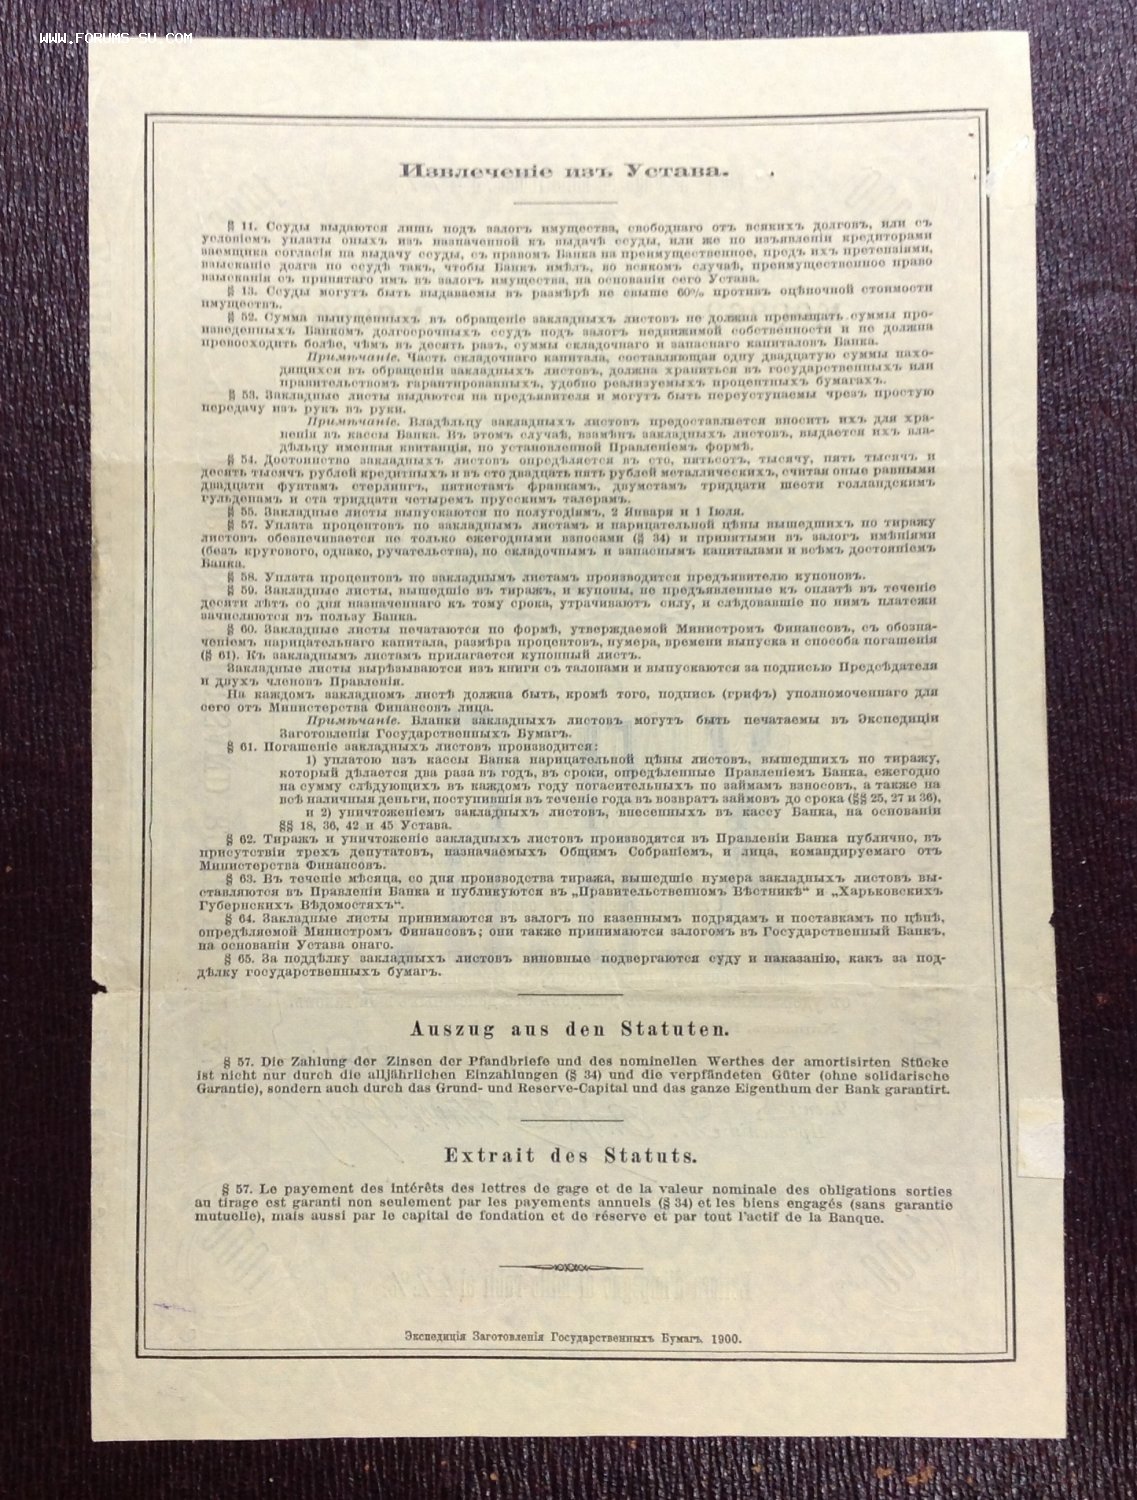 WWW.FORUMS-SU.COM
Извлеченіе изъ Устава.
§ 11. Ссуды выдаются лишь подъ залогъ имущества, свободнаго отъ всякихъ долговъ, или съ
условіемъ уплаты оныхъ изъ назначенной къ выдачѣ ссуды, или же по изъявленіи кредиторами
заемщика согласія на выдачу ссуды, съ правомъ Банка на преимущественное, предъ ихъ претензіями,
взысканіе долга по ссудѣ такъ, чтобы Банкъ имѣлъ, во всякомъ случаѣ, преимущественное право
взысканія съ принятаго имъ въ залогъ имущества, на основаніи сего Устава.
§ 13. Ссуды могутъ быть выдаваемы въ размѣрѣ не свыше 60% противъ оцѣночной стоимости
имуществъ.
§ 52. Сумма выпущенныхъ въ обращеніе закладныхъ листовъ не должна превышать суммы про-
изведенныхъ Банкомъ долгосрочныхъ ссудъ подъ залогъ недвижимой собственности и не должна
превосходить болѣе, чѣмъ въ десять разъ, суммы складочнаго и запаснаго капиталовъ Банка.
Примѣчаніе. Часть складочнаго капитала, составляющая одну двадцатую суммы нахо-
дящихся въ обращеніи закладныхъ листовъ, должна храниться въ государственныхъ или
правительствомъ гарантированныхъ, удобно реализуемыхъ процентныхъ бумагахъ.
§ 53. Закладные листы выдаются на предъявителя и могутъ быть переуступаемы чрезъ простую
передачу изъ рукъ въ руки.
Примѣчаніе. Владѣльцу закладныхъ листовъ предоставляется вносить ихъ для хра-
ненія въ кассы Банка. Въ этомъ случаѣ, взамѣнъ закладныхъ листовъ, выдается ихъ вла-
дѣльцу именная квитанція, по установленной Правленіемъ формѣ.
§ 54. Достоинство закладныхъ листовъ опредѣляется въ сто, пятьсотъ, тысячу, пять тысячъ и
десять тысячъ рублей кредитныхъ и въ сто двадцать пять рублей металлическихъ, считая оные равными
двадцати фунтамъ стерлингъ, пятистамъ франкамъ, двумстамъ тридцати шести голландскимъ
гульденамъ и ста тридцати четыремъ прусскимъ талерамъ.
§ 55. Закладные листы выпускаются по полугодіямъ, 2 Января и 1 Іюля.
§ 57. Уплата процентовъ по закладнымъ листамъ и нарицательной цѣны вышедшихъ по тиражу
листовъ обезпечивается не только ежегодными взносами (§ 34) и принятыми въ залогъ имѣніями
(безъ круговаго, однако, ручательства), но складочнымъ и запаснымъ капиталами и всѣмъ достояніемъ
Банка.
§ 58. Уплата процентовъ по закладнымъ листамъ производится предъявителю купоновъ.
§ 59. Закладные листы, вышедшіе въ тиражъ, и купоны, не предъявленные къ оплатѣ въ теченіе
десяти лѣтъ со дня назначеннаго къ тому срока, утрачиваютъ силу, и слѣдовавшіе по нимъ платежи
зачисляются въ пользу Банка.
§ 60. Закладные листы печатаются по формѣ, утверждаемой Министромъ Финансовъ, съ обозна-
ченіемъ нарицательнаго капитала, размѣра процентовъ, нумера, времени выпуска и способа погашенія
(§ 61). Къ закладнымъ листамъ прилагается купонный листъ.
Закладные листы вырѣзываются изъ книги съ талонами и выпускаются за подписью Предсѣдателя
и двухъ членовъ Правленія.
На каждомъ закладномъ листѣ должна быть, кромѣ того, подпись (грифъ) уполномоченнаго для
сего отъ Министерства Финансовъ лица.
Примѣчаніе. Бланки закладныхъ листовъ могутъ быть печатаемы въ Экспедиціи
Заготовленія Государственныхъ Бумагъ.
§ 61. Погашеніе закладныхъ листовъ производится:
1) уплатою изъ кассы Банка нарицательной цѣны листовъ, вышедшихъ по тиражу,
который дѣлается два раза въ годъ, въ сроки, опредѣленные Правленіемъ Банка, ежегодно
на сумму слѣдующихъ въ каждомъ году погасительныхъ по займамъ взносовъ, а также на
всѣ наличныя деньги, поступившія въ теченіе года въ возвратъ займовъ до срока (§§ 25, 27 и 36),
и 2) уничтоженіемъ закладныхъ листовъ, внесенныхъ въ кассу Банка, на основаніи
§§ 18, 36, 42 и 45 Устава.
§ 62. Тиражъ и уничтоженіе закладныхъ листовъ производятся въ Правленіи Банка публично, въ
присутствіи трехъ депутатовъ, назначаемыхъ Общимъ Собраніемъ, и лица, командируемаго отъ
Министерства Финансовъ.
§ 63. Въ теченіе мѣсяца, со дня производства тиража, вышедшіе нумера закладныхъ листовъ вы-
ставляются въ Правленіи Банка и публикуются въ „Правительственномъ Вѣстникѣ“ и „Харьковскихъ
Губернскихъ Вѣдомостяхъ“.
§ 64. Закладные листы принимаются въ залогъ по казеннымъ подрядамъ и поставкамъ по цѣнѣ,
опредѣляемой Министромъ Финансовъ; они также принимаются залогомъ въ Государственный Банкъ,
на основаніи Устава онаго.
§ 65. За поддѣлку закладныхъ листовъ виновные подвергаются суду и наказанію, какъ за под-
дѣлку государственныхъ бумагъ.
Auszug aus den Statuten.
§ 57. Die Zahlung der Zinsen der Pfandbriefe und des nominellen Werthes der amortisirten Stücke
ist nicht nur durch die alljährlichen Einzahlungen (§ 34) und die verpfändeten Güter (ohne solidarische
Garantie), sondern auch durch das Grund- und Reserve-Capital und das ganze Eigenthum der Bank garantirt.
Extrait des Statuts.
§ 57. Le payement des intérêts des lettres de gage et de la valeur nominale des obligations sorties
au tirage est garanti non seulement par les payements annuels (§ 34) et les biens engagés (sans garantie
mutuelle), mais aussi par le capital de fondation et de réserve et par tout l'actif de la Banque.
Экспедиція Заготовленія Государственныхъ Бумагъ. 1900.